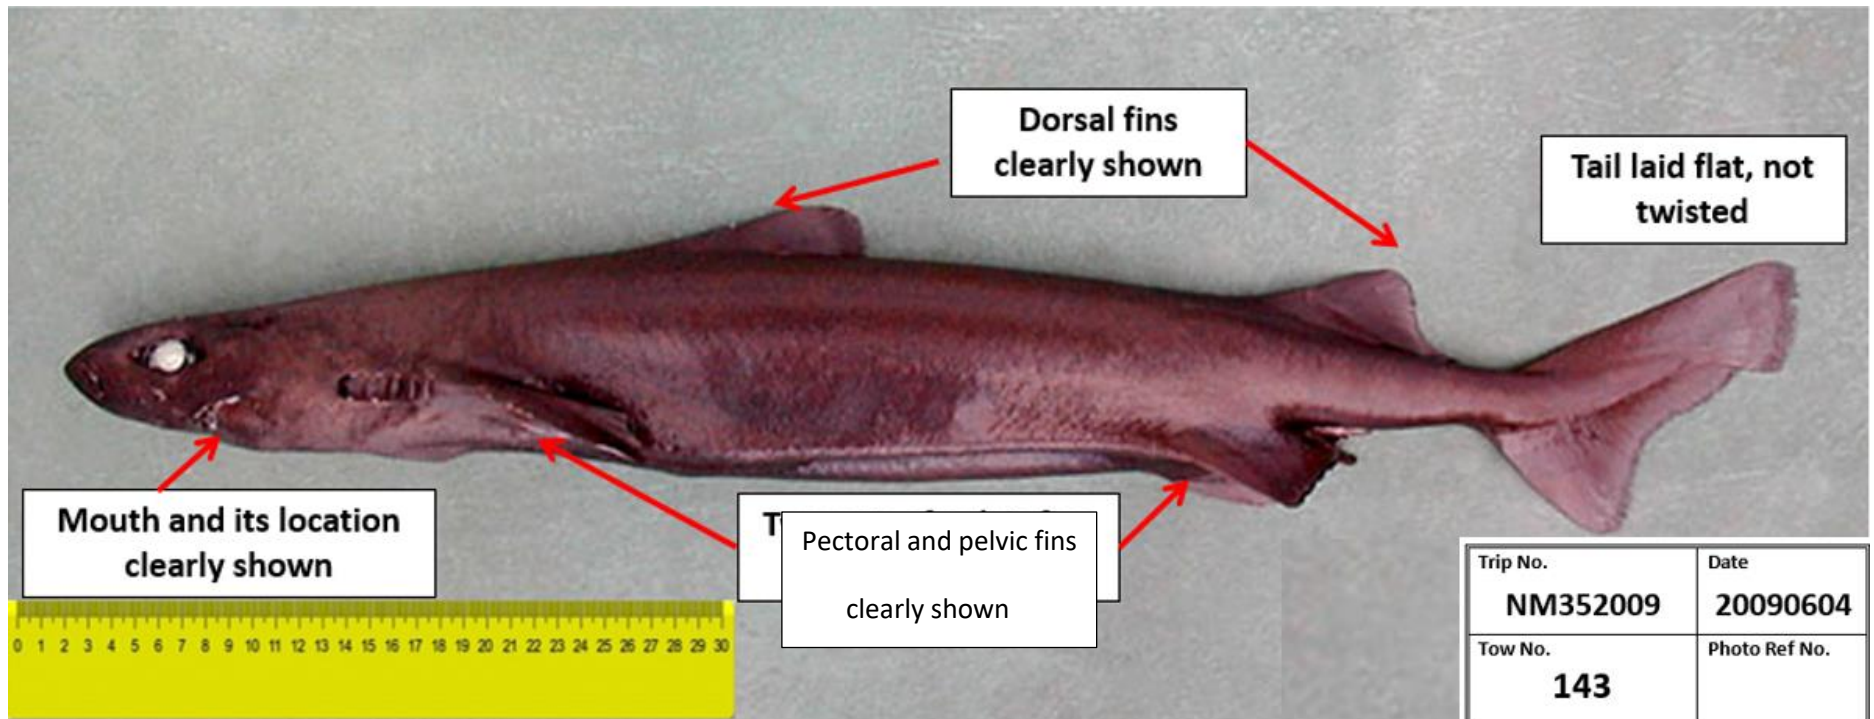 Dorsal fins
clearly shown
Tail laid flat, not
twisted
Mouth and its location
clearly shown
Pectoral and pelvic fins
clearly shown
0 1 2 3 4 5 6 7 8 9 10 11 12 13 14 15 16 17 18 19 20 21 22 23 24 25 26 27 28 29 30
Trip No.
NM352009
Date
20090604
Tow No.
143
Photo Ref No.